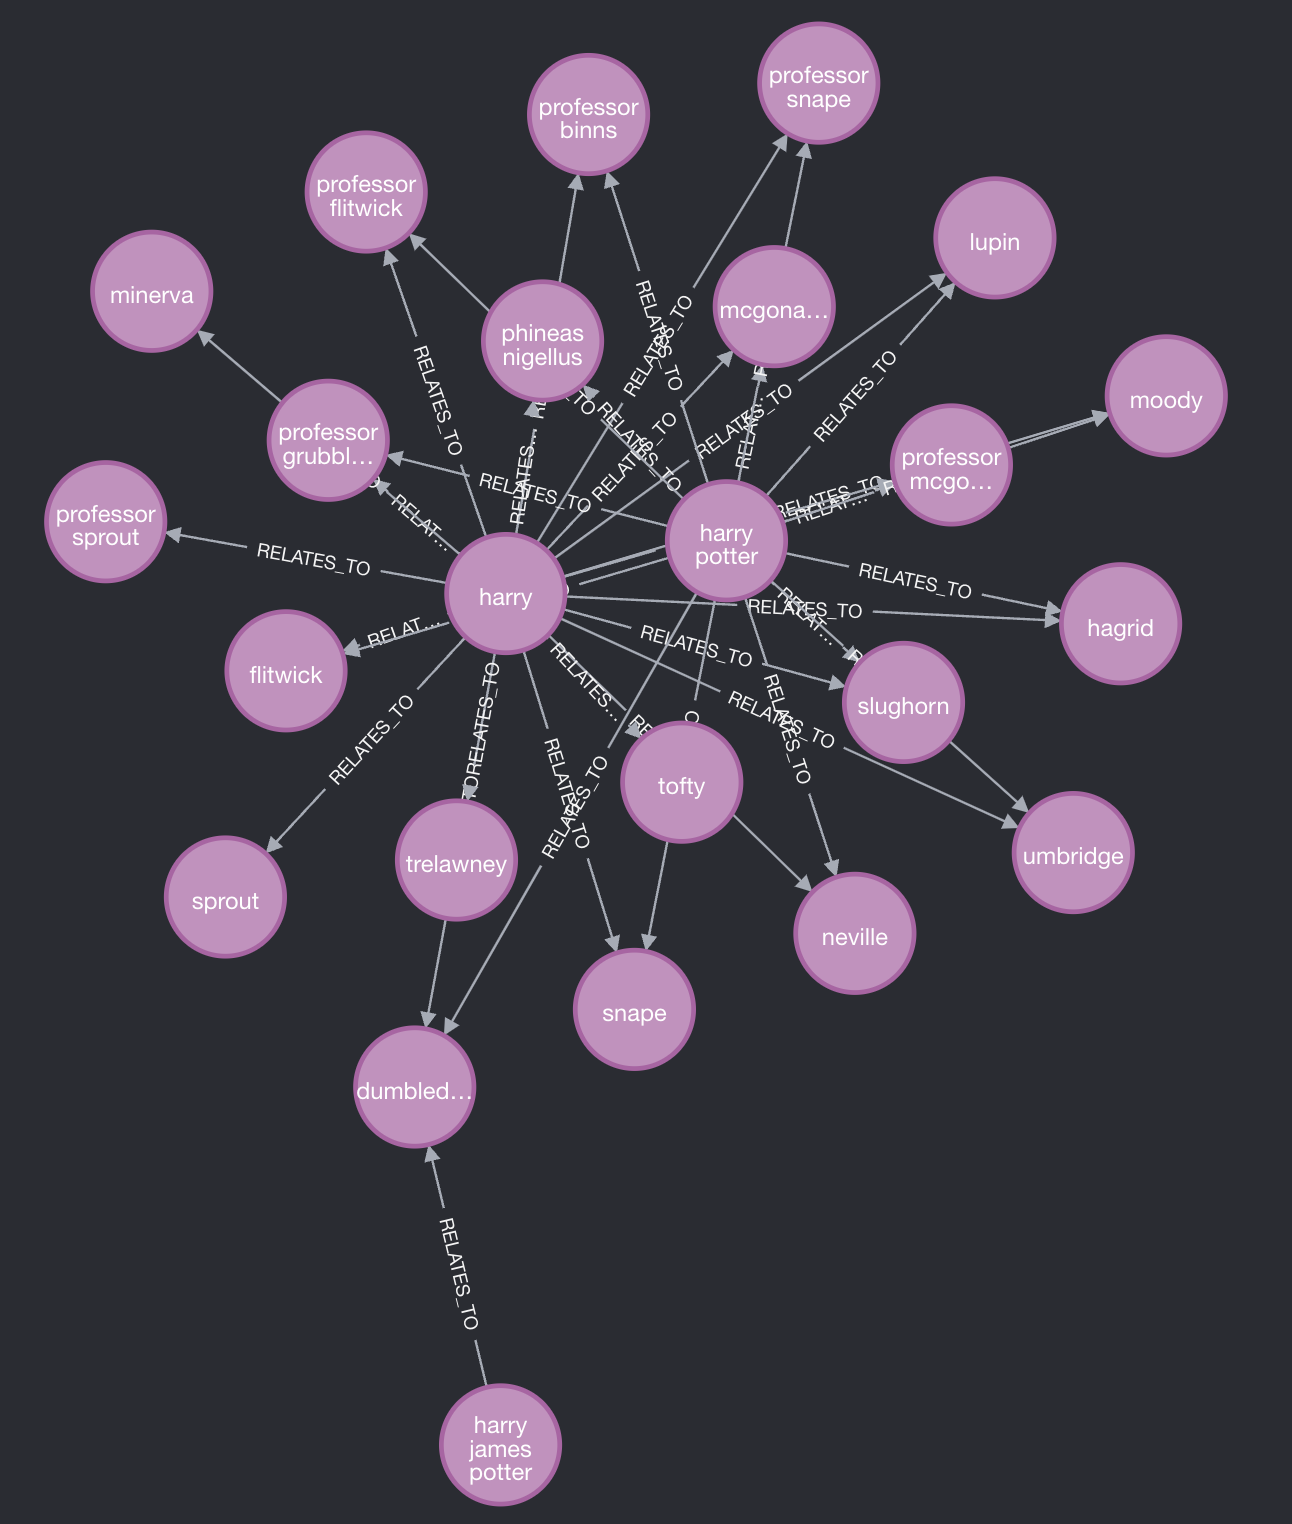 professor
snape
professor
binns
professor
flitwick
lupin
minerva
mcgona...
phineas
nigellus
moody
professor
grubbl...
professor
mcgo...
professor
sprout
harry
potter
harry
hagrid
flitwick
slughorn
tofty
umbridge
trelawney
sprout
neville
snape
dumbled...
harry
james
potter
RELATES_TO
RELATES_TO
RELATES_TO
RELATES_TO
RELATES_TO
RELATES_TO
RELATES_TO
RELATES_TO
RELATES...
RELATES_TO
RELAT...
RELATES_TO
RELATES_TO
RELAT...
RELATES_TO
RELATES_TO
RELAT...
RELAT...
RELATES_TO
RELATES_TO
RELATES...
RELATES_TO
RELATES_TO
RELATES_TO
RELATES_TO
RELATES_TO
RELATES_TO
RELATES_TO